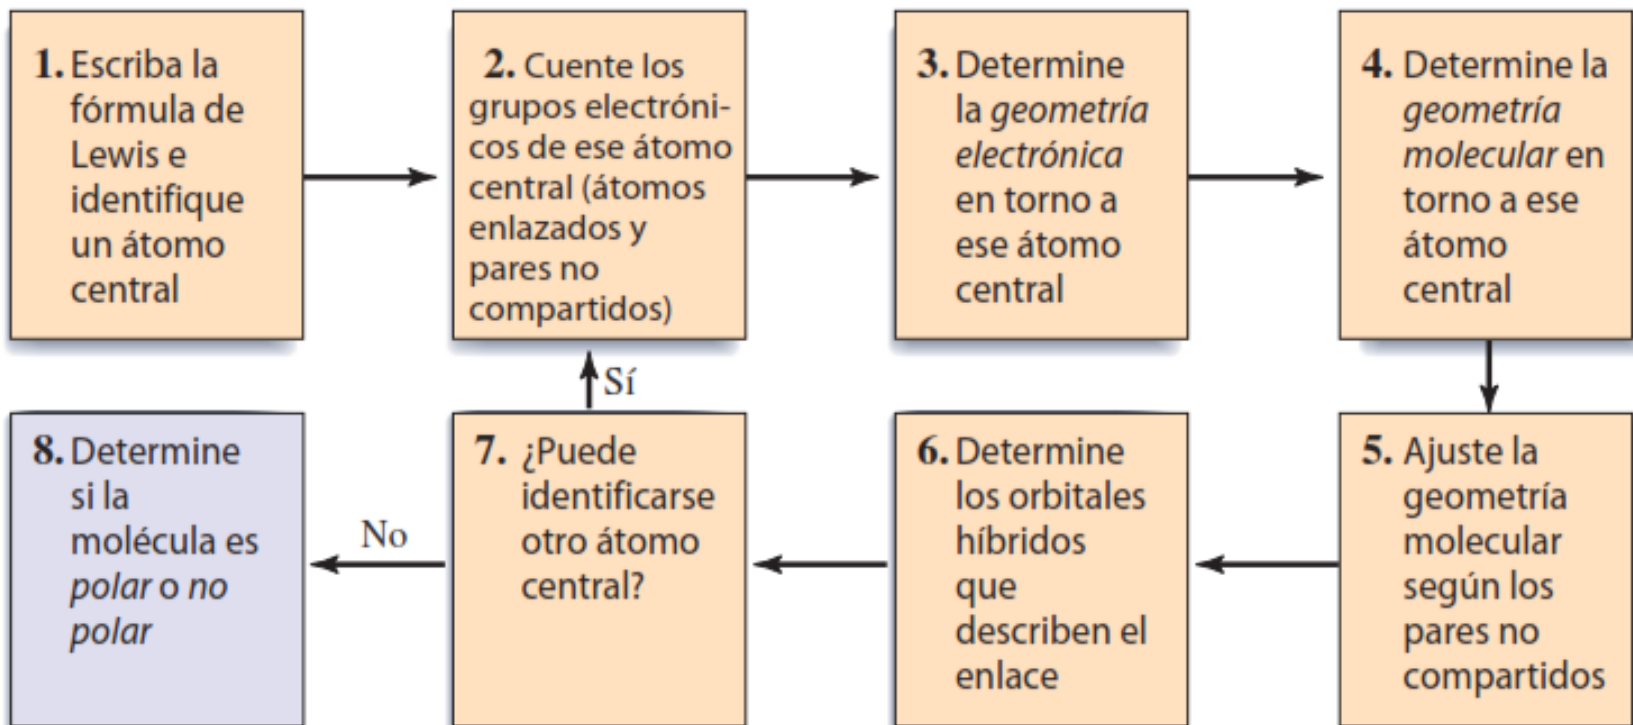 1. Escriba la
fórmula de
Lewis e
identifique
un átomo
central
2. Cuente los
grupos electróni-
cos de ese átomo
central (átomos
enlazados y
pares no
compartidos)
3. Determine
la geometría
electrónica
en torno a
ese átomo
central
4. Determine la
geometría
molecular en
torno a ese
átomo
central
5. Ajuste la
geometría
molecular
según los
pares no
compartidos
6. Determine
los orbitales
híbridos
que
describen el
enlace
7. ¿Puede
identificarse
otro átomo
central?
Sí
No
8. Determine
si la
molécula es
polar o no
polar